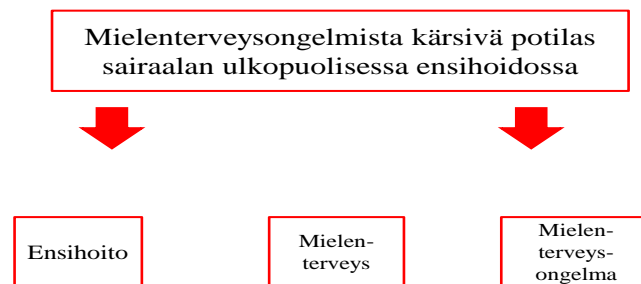 Mielenterveysongelmista kärsivä potilas
sairaalan ulkopuolisessa ensihoidossa
Ensihoito
Mielen-
terveys
Mielen-
terveys-
ongelma